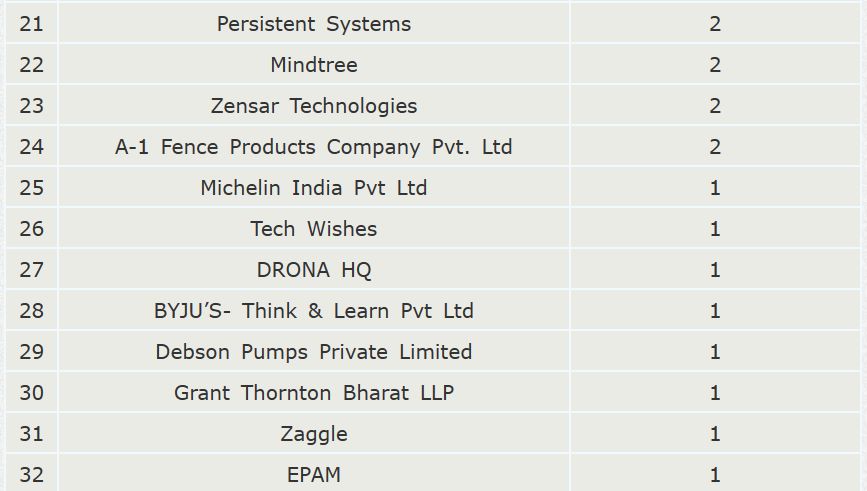 21 Persistent Systems 2
22 Mindtree 2
23 Zensar Technologies 2
24 A-1 Fence Products Company Pvt. Ltd 2
25 Michelin India Pvt Ltd 1
26 Tech Wishes 1
27 DRONA HQ 1
28 BYJU’S- Think & Learn Pvt Ltd 1
29 Debson Pumps Private Limited 1
30 Grant Thornton Bharat LLP 1
31 Zaggle 1
32 EPAM 1